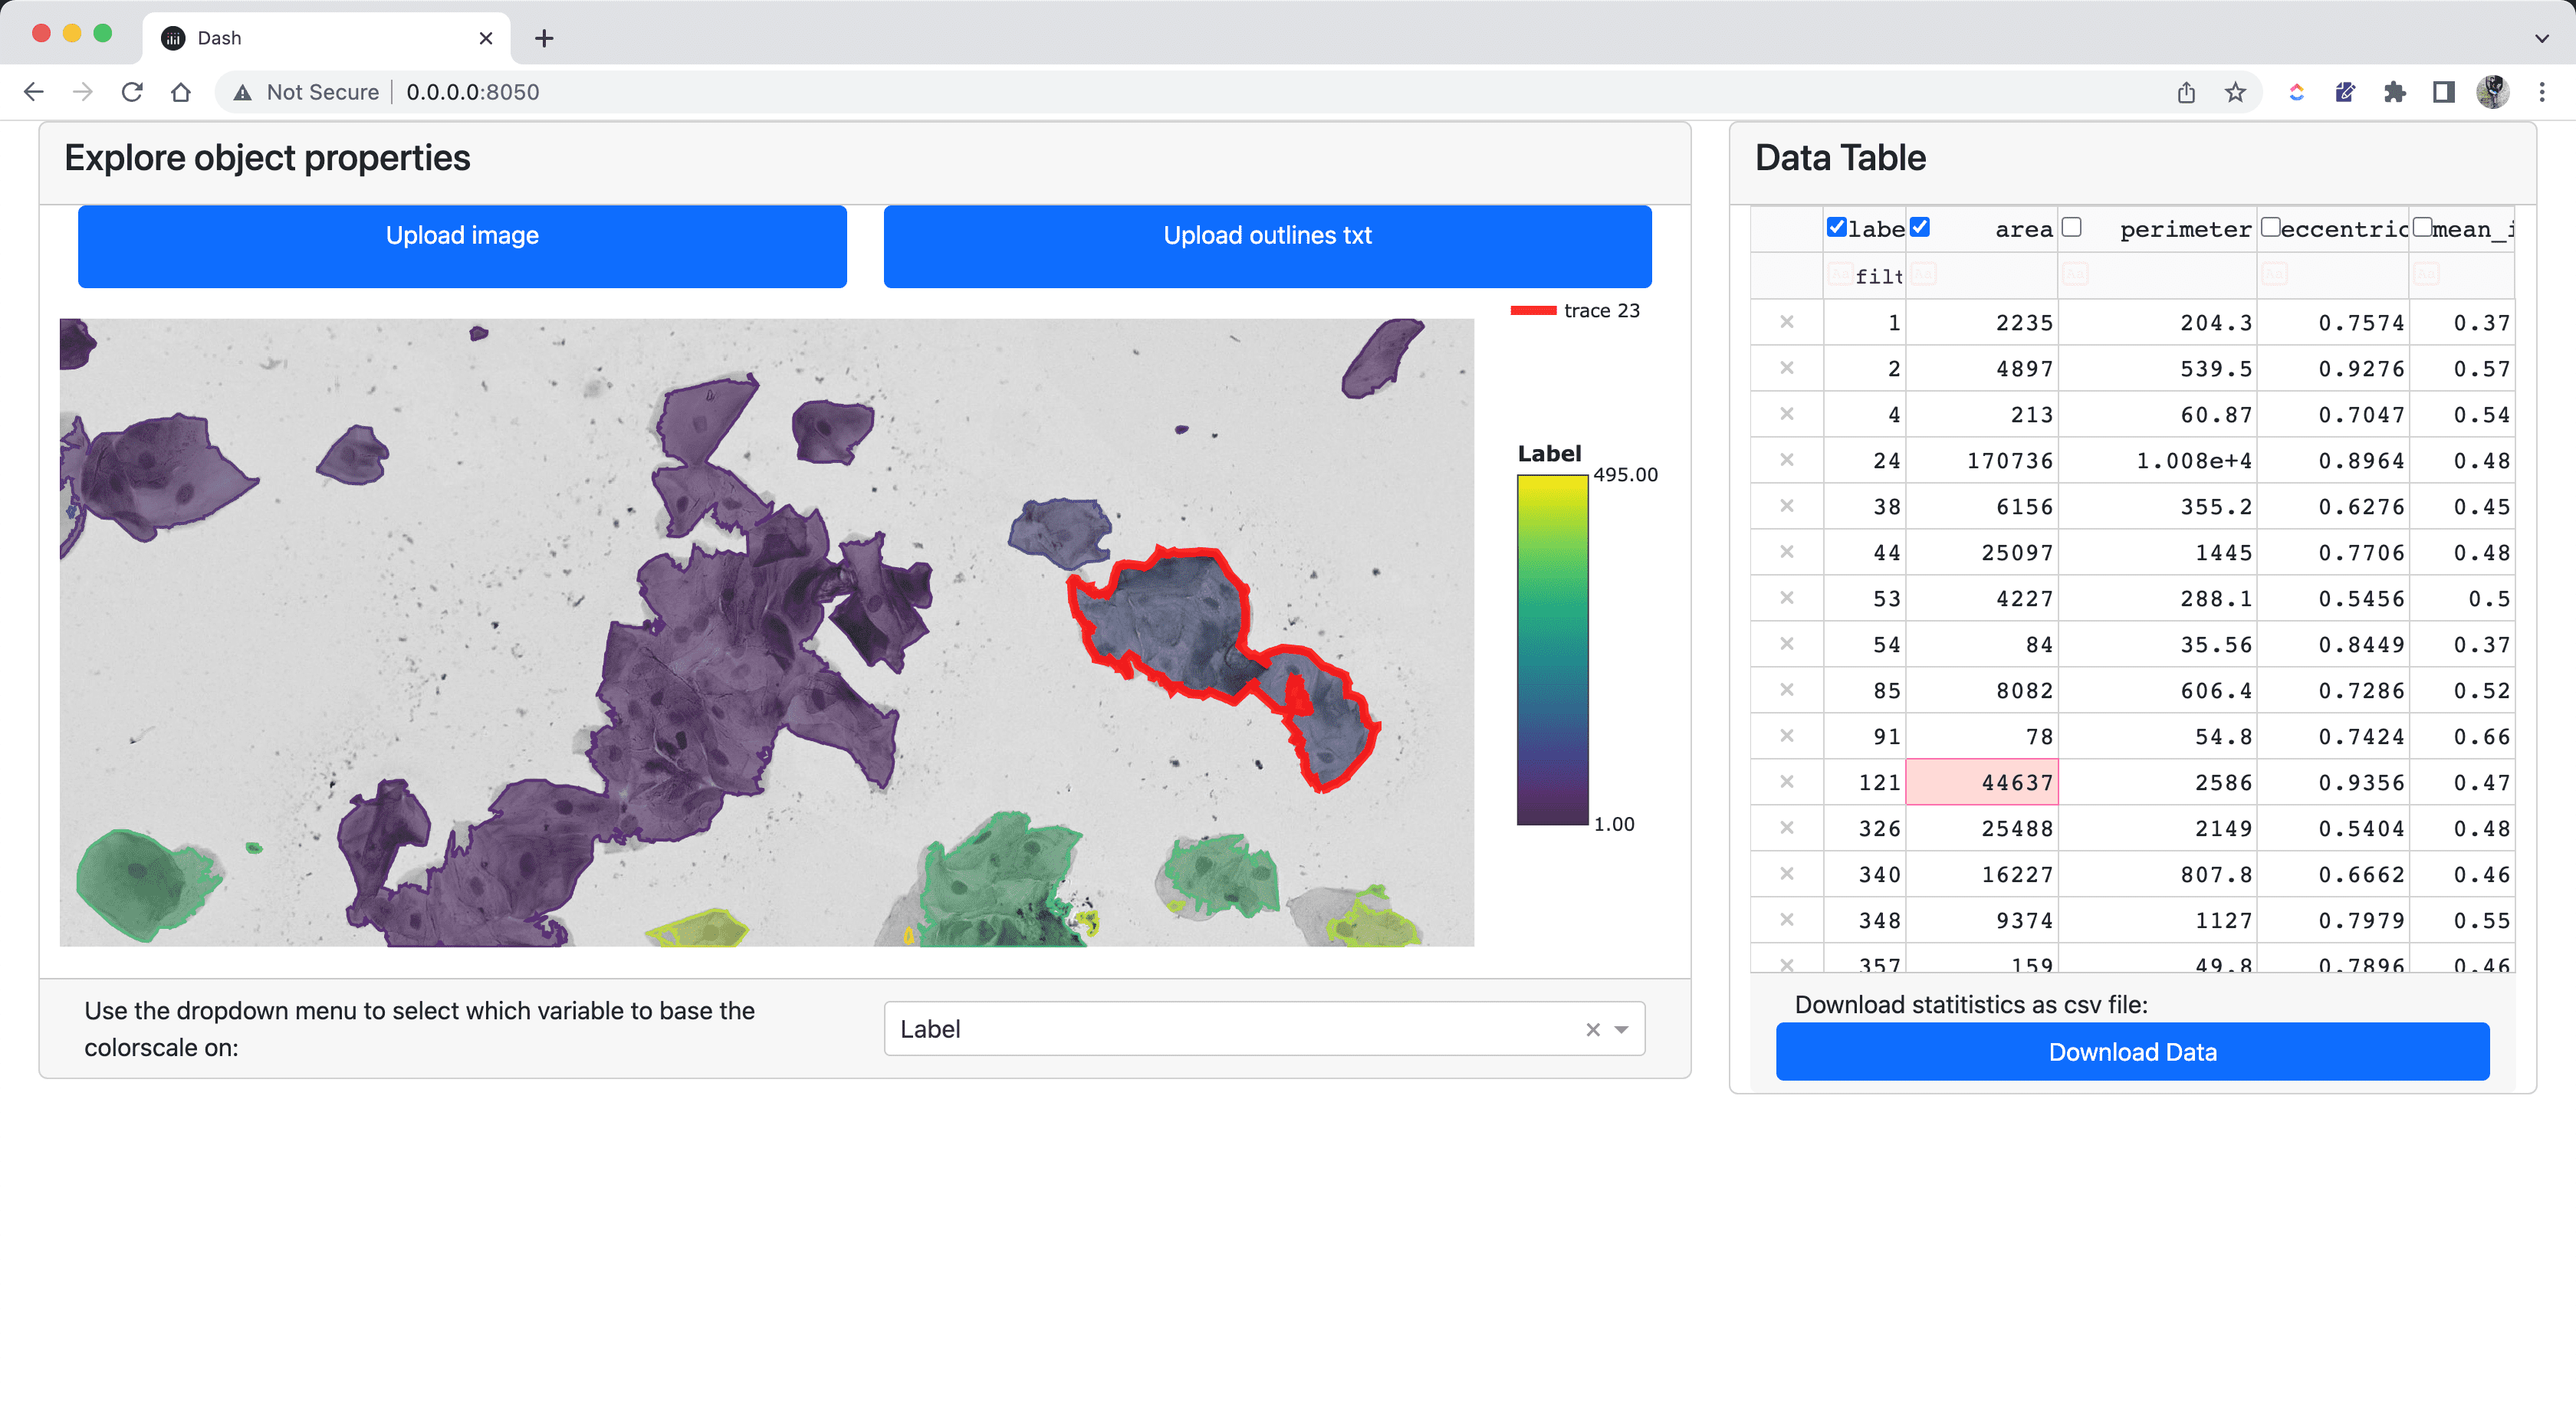 Dash
Not Secure 0.0.0.0:8050
Explore object properties
Upload image
Upload outlines txt
trace 23
Label
495.00
1.00
Use the dropdown menu to select which variable to base the
colorscale on:
Label
Data Table
labe area perimeter eccentric mean_i
Aa filt Aa Aa Aa Aa
1 2235 204.3 0.7574 0.37
2 4897 539.5 0.9276 0.57
4 213 60.87 0.7047 0.54
24 170736 1.008e+4 0.8964 0.48
38 6156 355.2 0.6276 0.45
44 25097 1445 0.7706 0.48
53 4227 288.1 0.5456 0.5
54 84 35.56 0.8449 0.37
85 8082 606.4 0.7286 0.52
91 78 54.8 0.7424 0.66
121 44637 2586 0.9356 0.47
326 25488 2149 0.5404 0.48
340 16227 807.8 0.6662 0.46
348 9374 1127 0.7979 0.55
357 159 49.8 0.7896 0.46
Download statitistics as csv file:
Download Data